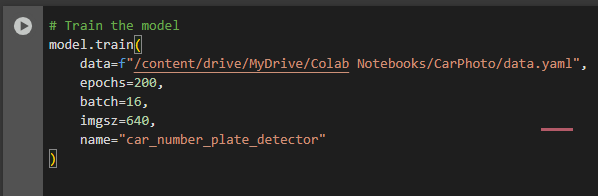 # Train the model
model.train(
data=f"/content/drive/MyDrive/Colab Notebooks/CarPhoto/data.yaml",
epochs=200,
batch=16,
imgsz=640,
name="car_number_plate_detector"
)